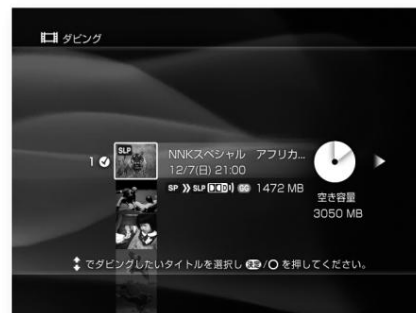 ダビング
1
SLP
NNKスペシャル アフリカ...
12/7(日) 21:00
SP SLP 1472 MB
空き容量
3050 MB
でダビングしたいタイトルを選択し 決定/○ を押してください。